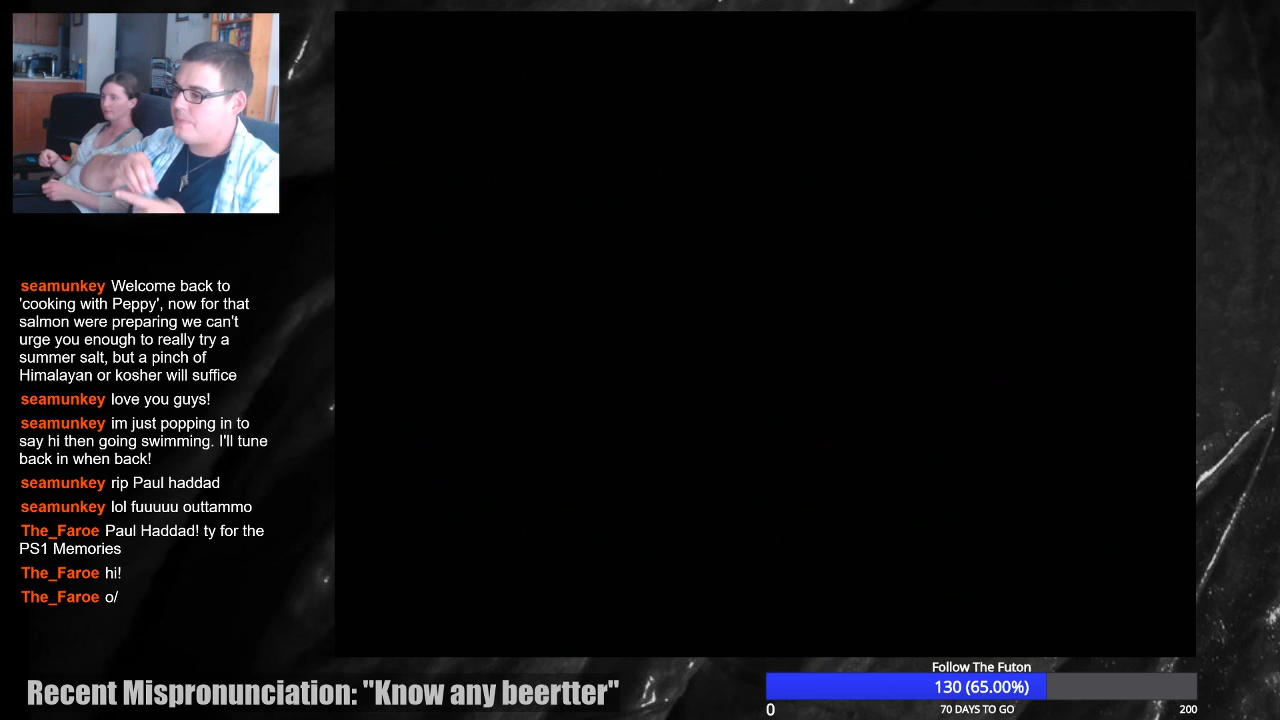 seamunkey Welcome back to
'cooking with Peppy', now for that
salmon were preparing we can't
urge you enough to really try a
summer salt, but a pinch of
Himalayan or kosher will suffice
seamunkey love you guys!
seamunkey im just popping in to
say hi then going swimming. I'll tune
back in when back!
seamunkey rip Paul haddad
seamunkey lol fuuuuu outtammo
The_Faroe Paul Haddad! ty for the
PS1 Memories
The_Faroe hi!
The_Faroe o/
Recent Mispronunciation: "Know any beertter"
Follow The Futon
130 (65.00%)
0
70 DAYS TO GO
200